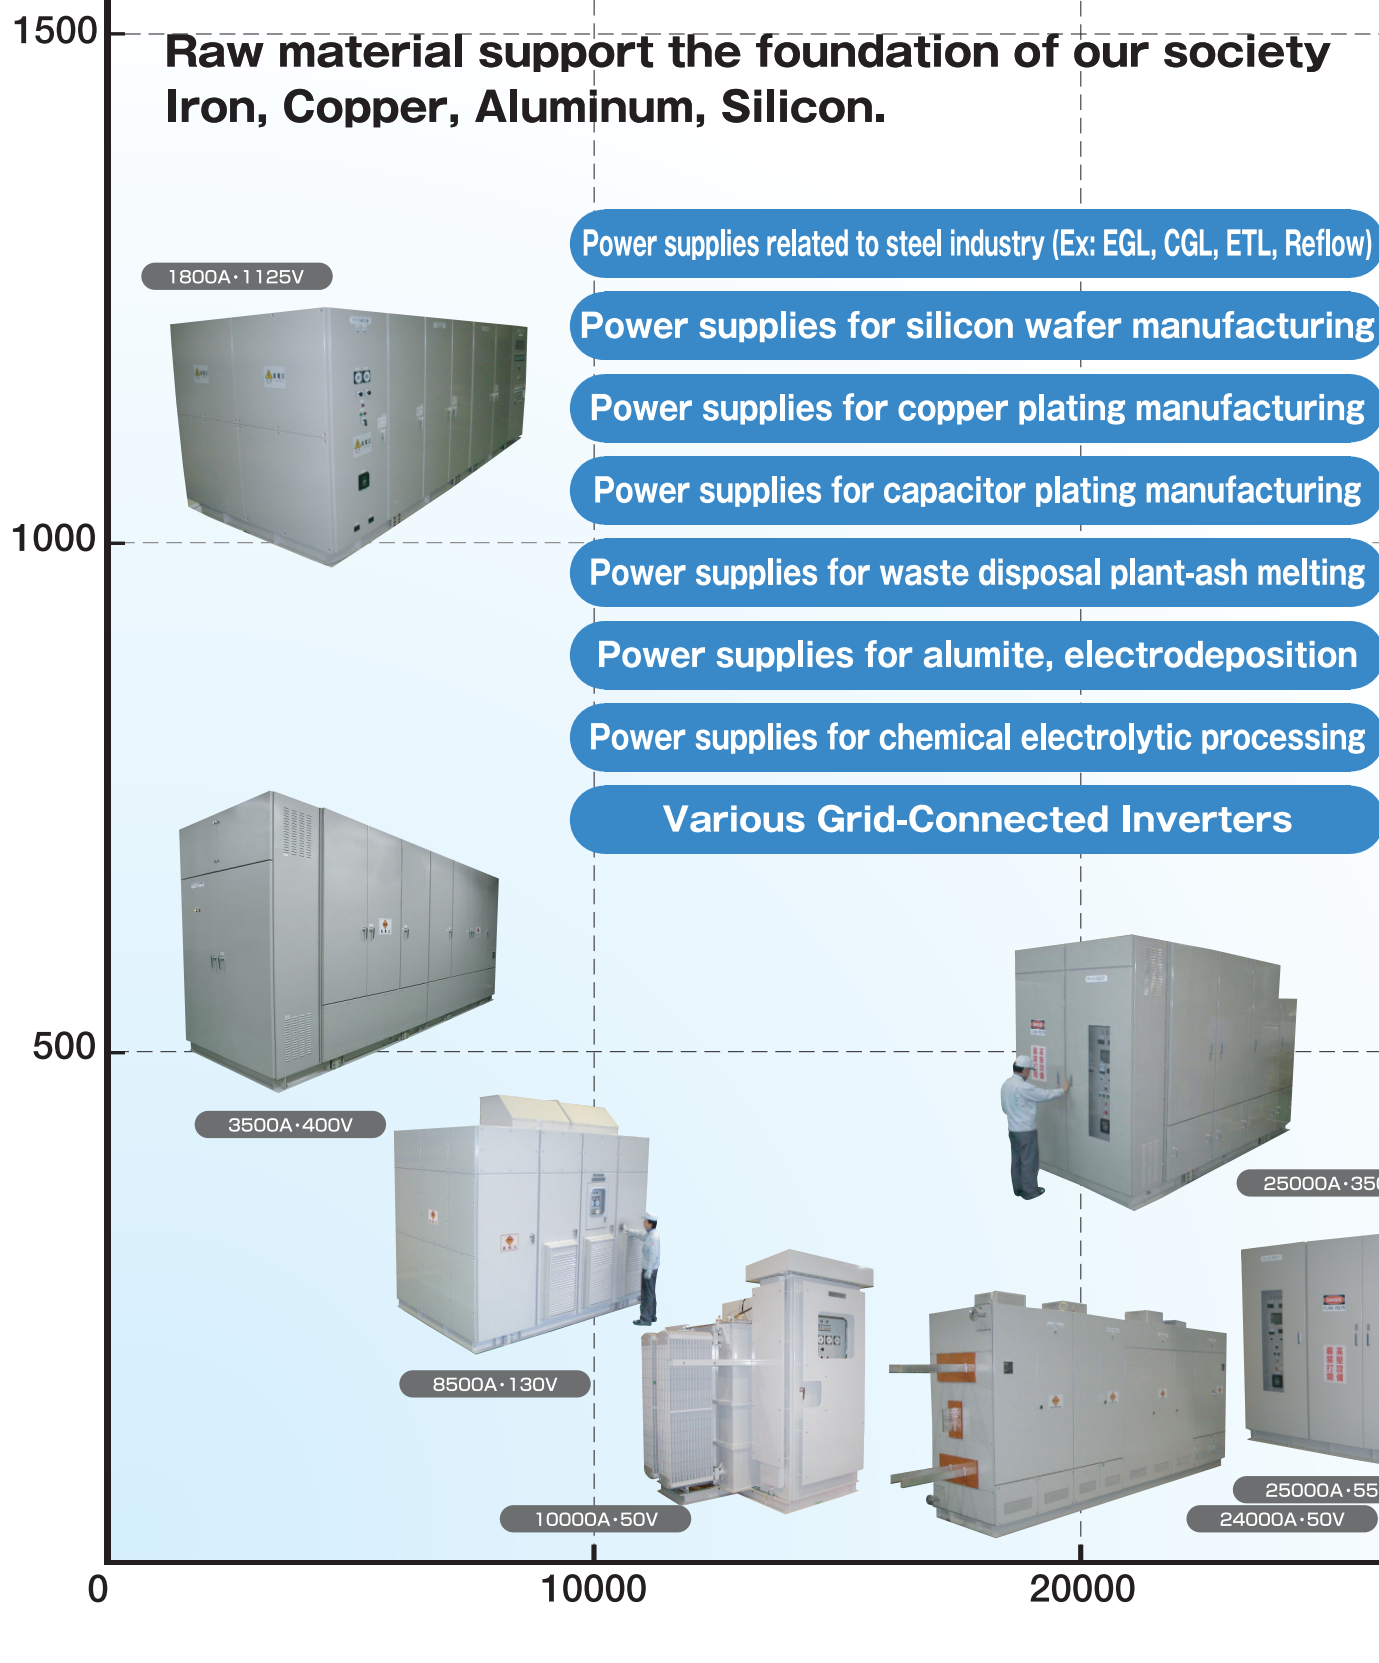 1500
Raw material support the foundation of our society
Iron, Copper, Aluminum, Silicon.
Power supplies related to steel industry (Ex: EGL, CGL, ETL, Reflow)
1800A・1125V
Power supplies for silicon wafer manufacturing
Power supplies for copper plating manufacturing
Power supplies for capacitor plating manufacturing
1000
Power supplies for waste disposal plant-ash melting
Power supplies for alumite, electrodeposition
Power supplies for chemical electrolytic processing
Various Grid-Connected Inverters
500
3500A・400V
25000A・350
8500A・130V
25000A・55
10000A・50V
24000A・50V
0
10000
20000